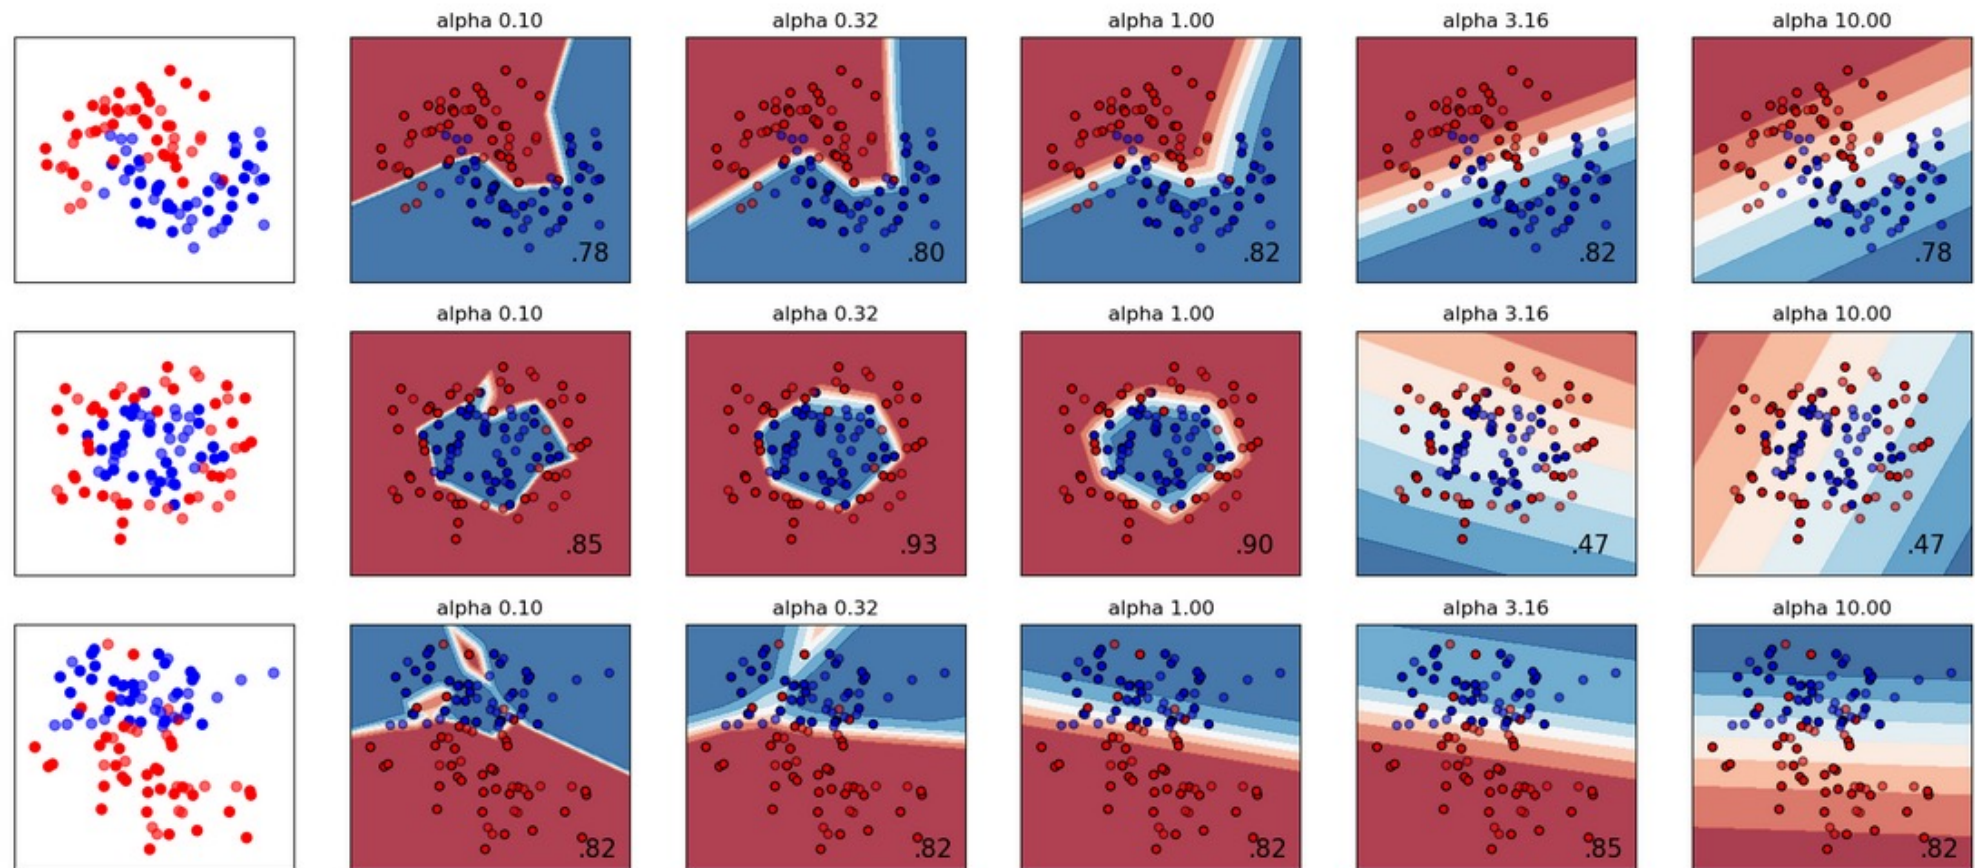 alpha 0.10
alpha 0.32
alpha 1.00
alpha 3.16
alpha 10.00
.78
.80
.82
.82
.78
alpha 0.10
alpha 0.32
alpha 1.00
alpha 3.16
alpha 10.00
.85
.93
.90
.47
.47
alpha 0.10
alpha 0.32
alpha 1.00
alpha 3.16
alpha 10.00
.82
.82
.82
.85
.82